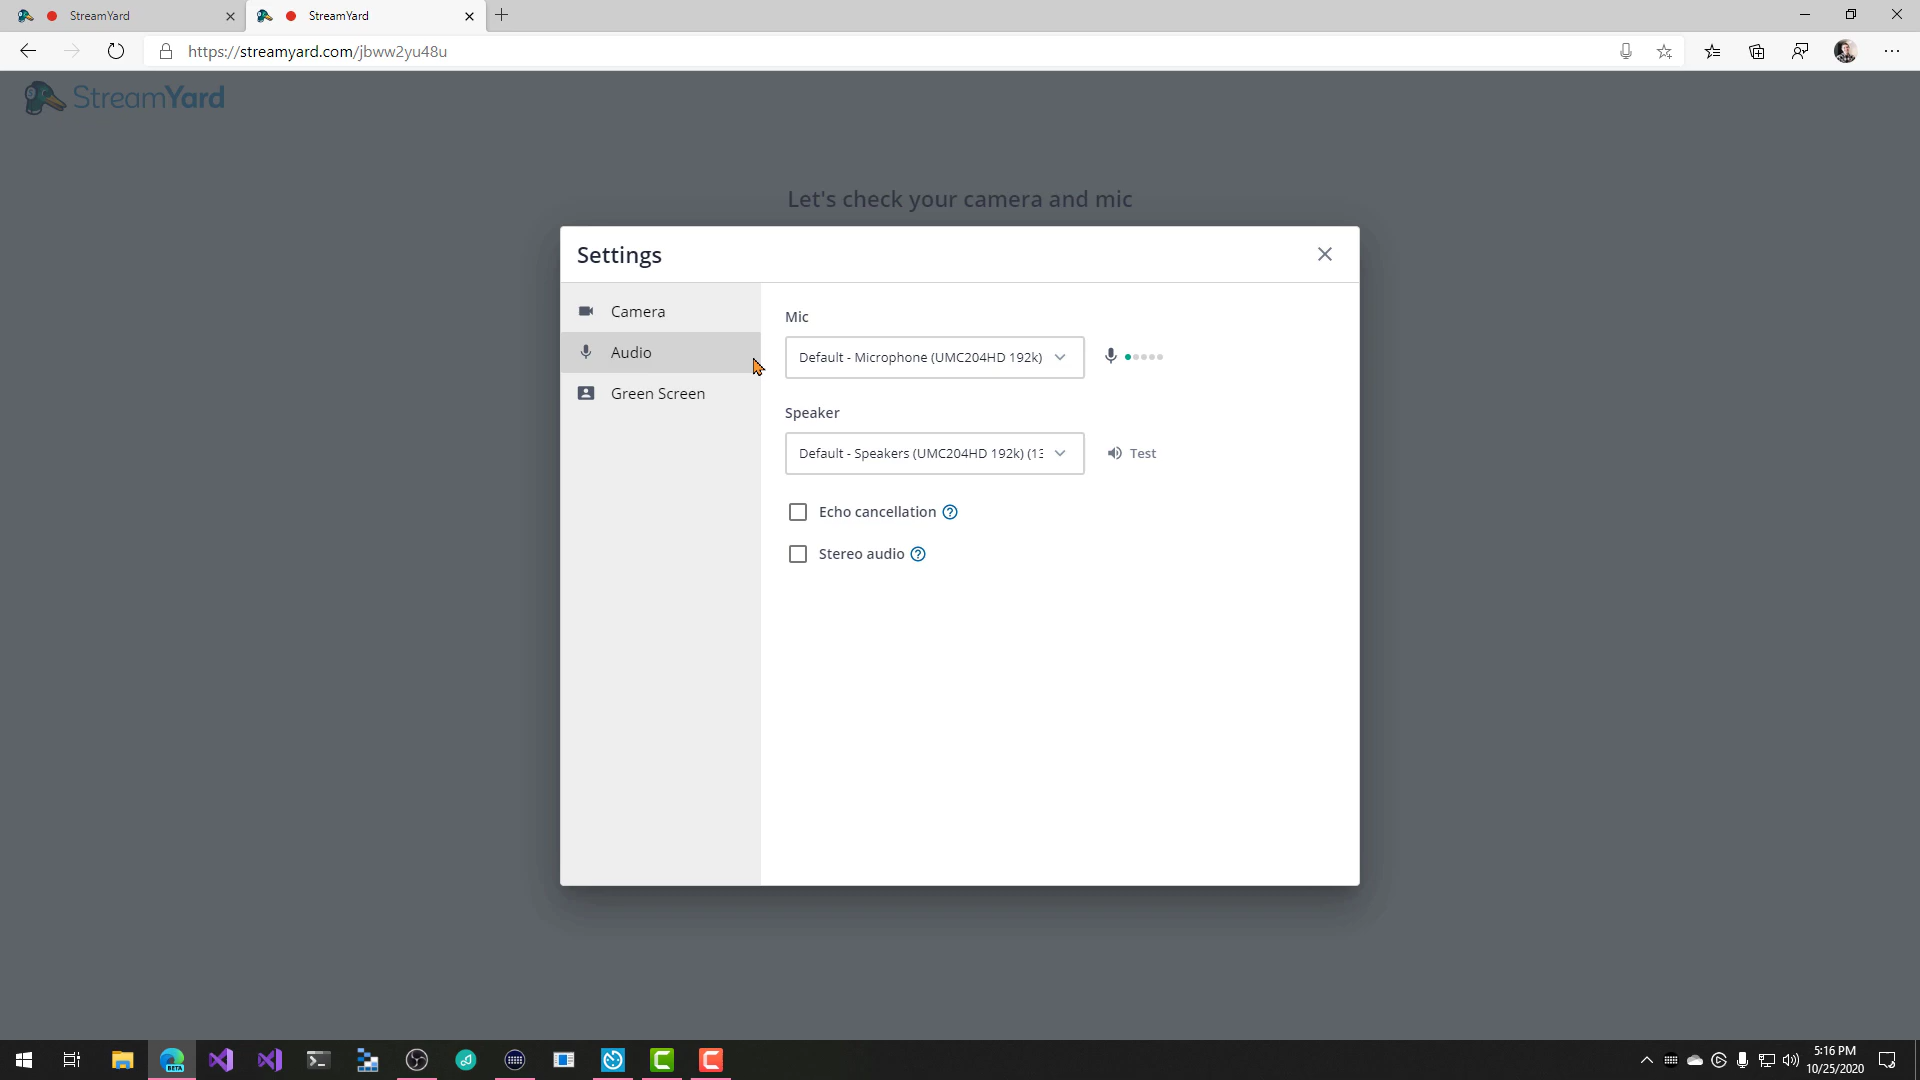 StreamYard
StreamYard
https://streamyard.com/jbww2yu48u
StreamYard
Let's check your camera and mic
Settings
Camera
Audio
Green Screen
Mic
Default - Microphone (UMC204HD 192k)
Speaker
Default - Speakers (UMC204HD 192k) (13
Test
Echo cancellation
Stereo audio
BETA
5:16 PM
10/25/2020